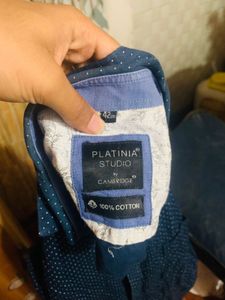 42
PLATINIA
STUDIO
by
CAMBRIDGE
100% COTTON